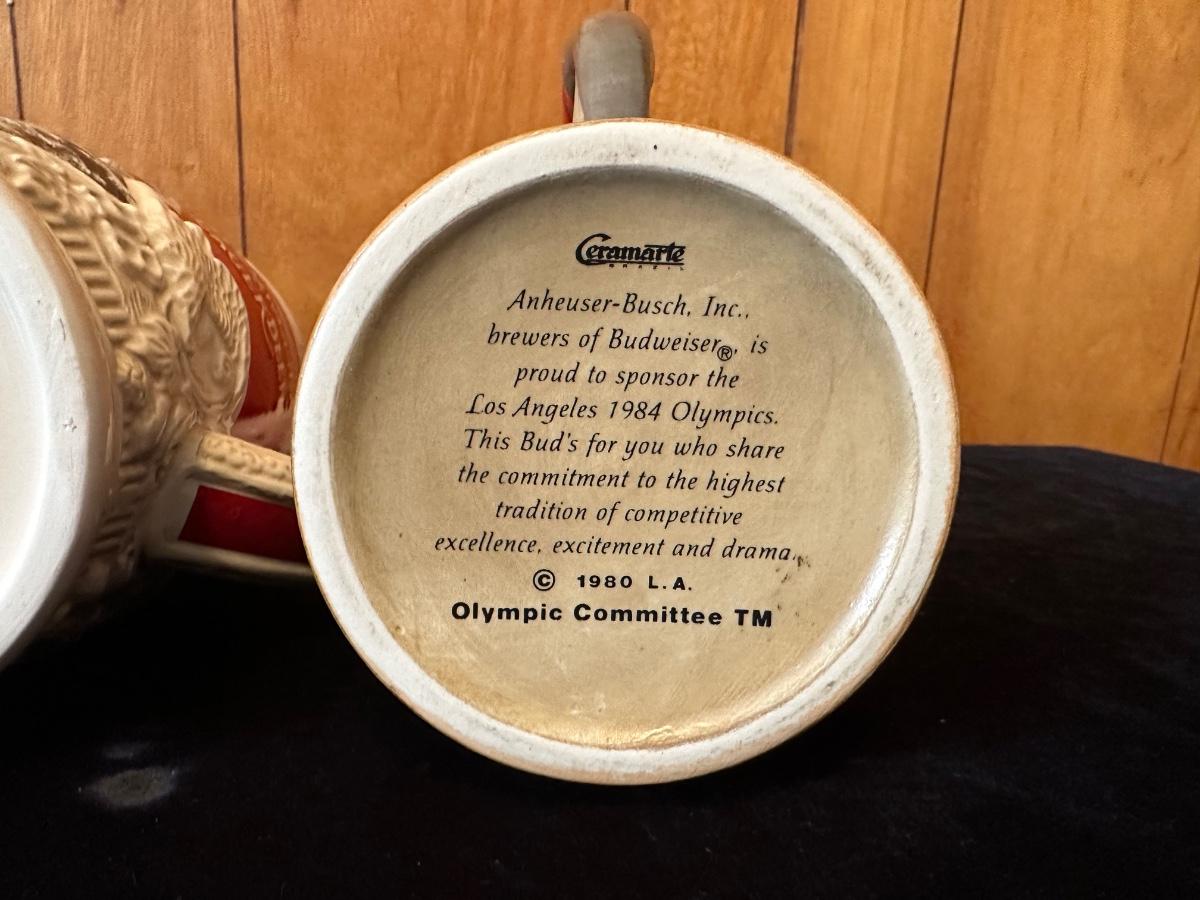 Ceramarte
BRAZIL
Anheuser-Busch, Inc.,
brewers of Budweiser®, is
proud to sponsor the
Los Angeles 1984 Olympics.
This Bud's for you who share
the commitment to the highest
tradition of competitive
excellence, excitement and drama.
© 1980 L.A.
Olympic Committee TM